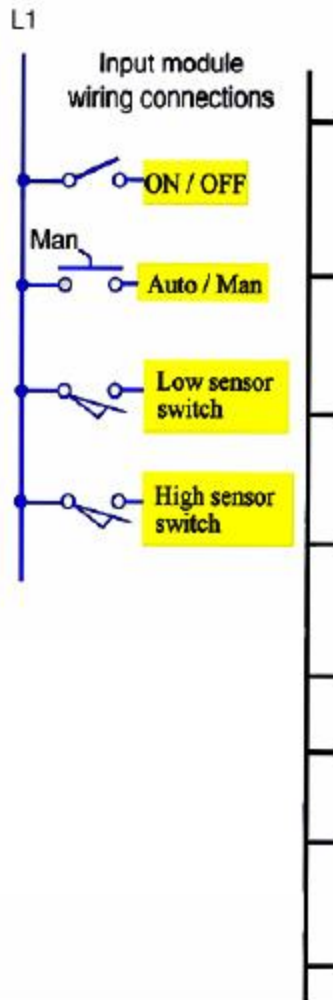 L1
Input module
wiring connections
ON / OFF
Man
Auto / Man
Low sensor
switch
High sensor
switch